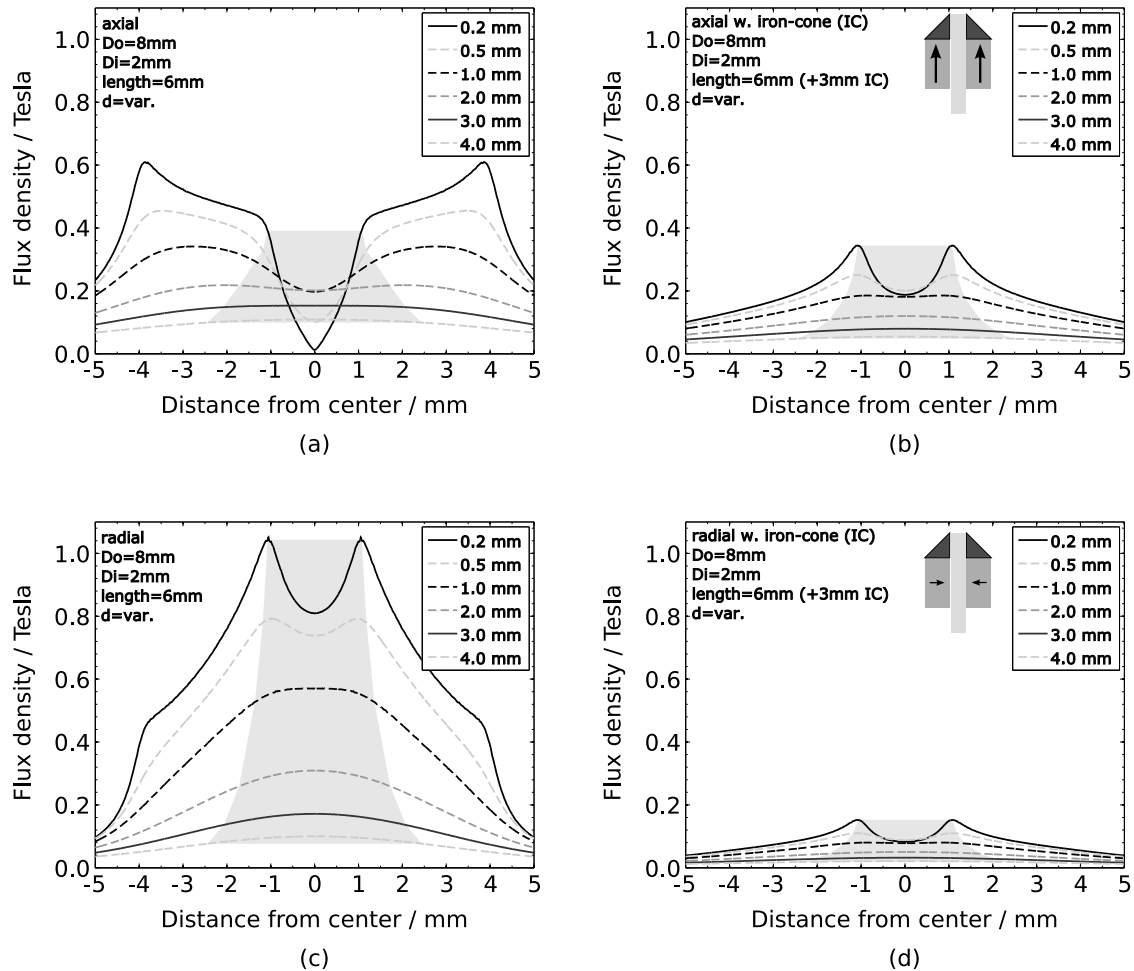 axial
Do=8mm
Di=2mm
length=6mm
d=var.
0.2 mm
0.5 mm
1.0 mm
2.0 mm
3.0 mm
4.0 mm
Flux density / Tesla
1.0
0.8
0.6
0.4
0.2
0.0
-5 -4 -3 -2 -1 0 1 2 3 4 5
Distance from center / mm
(a)
axial w. iron-cone (IC)
Do=8mm
Di=2mm
length=6mm (+3mm IC)
d=var.
0.2 mm
0.5 mm
1.0 mm
2.0 mm
3.0 mm
4.0 mm
Flux density / Tesla
1.0
0.8
0.6
0.4
0.2
0.0
-5 -4 -3 -2 -1 0 1 2 3 4 5
Distance from center / mm
(b)
radial
Do=8mm
Di=2mm
length=6mm
d=var.
0.2 mm
0.5 mm
1.0 mm
2.0 mm
3.0 mm
4.0 mm
Flux density / Tesla
1.0
0.8
0.6
0.4
0.2
0.0
-5 -4 -3 -2 -1 0 1 2 3 4 5
Distance from center / mm
(c)
radial w. iron-cone (IC)
Do=8mm
Di=2mm
length=6mm (+3mm IC)
d=var.
0.2 mm
0.5 mm
1.0 mm
2.0 mm
3.0 mm
4.0 mm
Flux density / Tesla
1.0
0.8
0.6
0.4
0.2
0.0
-5 -4 -3 -2 -1 0 1 2 3 4 5
Distance from center / mm
(d)